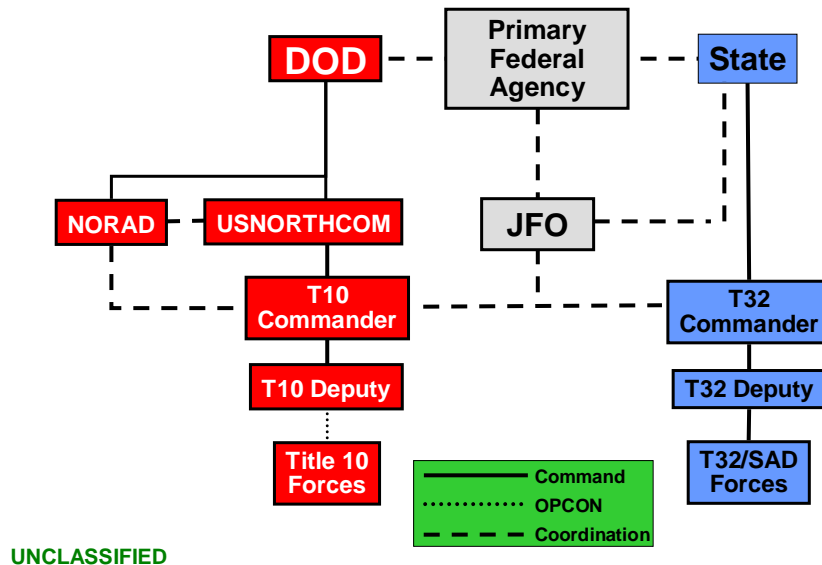 Primary
Federal
Agency
DOD
State
NORAD
USNORTHCOM
JFO
T10
Commander
T32
Commander
T10 Deputy
T32 Deputy
Title 10
Forces
T32/SAD
Forces
Command
OPCON
Coordination
UNCLASSIFIED